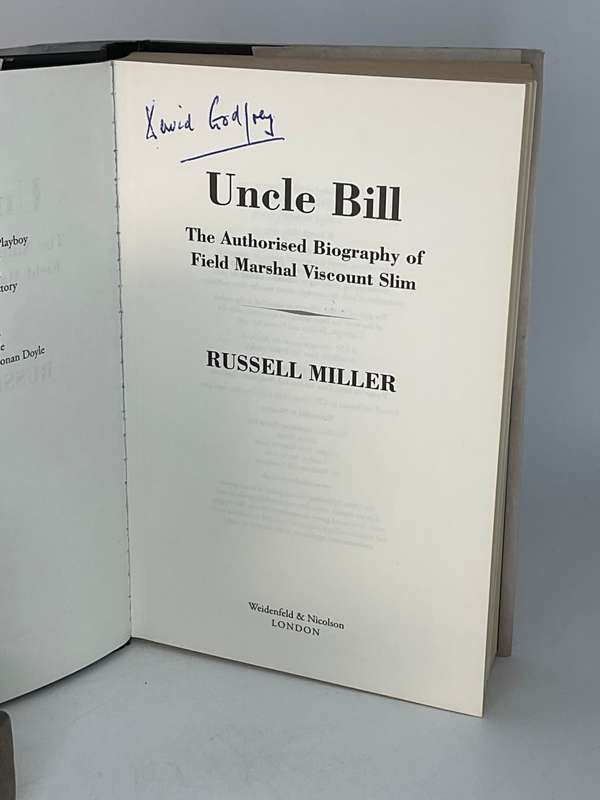 Playboy
tory
e
onan Doyle
David Godfrey
Uncle Bill
The Authorised Biography of
Field Marshal Viscount Slim
RUSSELL MILLER
Weidenfeld & Nicolson
LONDON